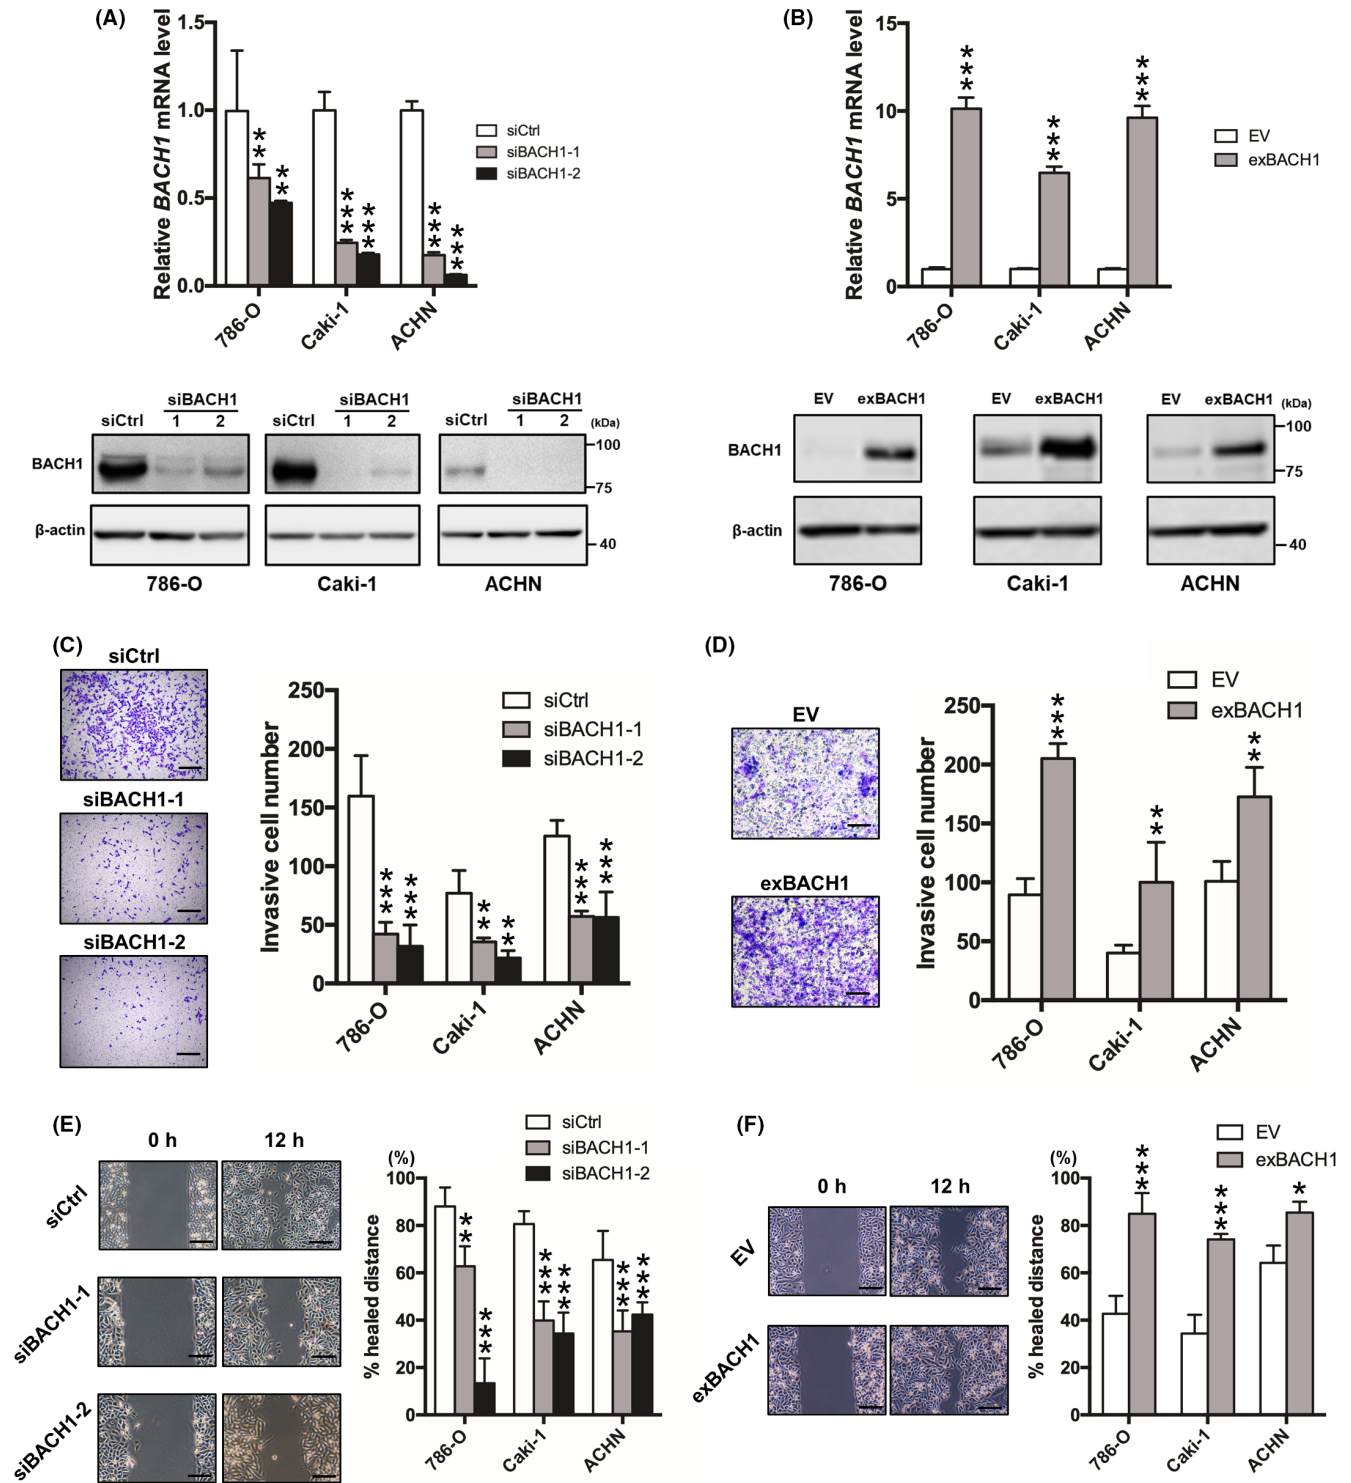 (A)
Relative BACH1 mRNA level
1.5
1.0
0.5
0.0
** ** *** *** *** ***
786-O Caki-1 ACHN
siCtrl
siBACH1-1
siBACH1-2
siBACH1 siBACH1 siBACH1
siCtrl 1 2 siCtrl 1 2 siCtrl 1 2 (kDa)
BACH1
100
75
β-actin
40
786-O Caki-1 ACHN
(B)
Relative BACH1 mRNA level
15
10
5
0
*** *** ***
786-O Caki-1 ACHN
EV
exBACH1
EV exBACH1 EV exBACH1 EV exBACH1 (kDa)
BACH1
100
75
β-actin
40
786-O Caki-1 ACHN
(C)
siCtrl
siBACH1-1
siBACH1-2
Invasive cell number
250
200
150
100
50
0
*** *** ** ** *** ***
786-O Caki-1 ACHN
siCtrl
siBACH1-1
siBACH1-2
(D)
EV
exBACH1
Invasive cell number
250
200
150
100
50
0
*** ** **
786-O Caki-1 ACHN
EV
exBACH1
(E)
0 h 12 h
siCtrl
siBACH1-1
siBACH1-2
(%)
% healed distance
100
80
60
40
20
0
** *** *** *** *** ***
786-O Caki-1 ACHN
siCtrl
siBACH1-1
siBACH1-2
(F)
0 h 12 h
EV
exBACH1
(%)
% healed distance
100
80
60
40
20
0
*** *** *
786-O Caki-1 ACHN
EV
exBACH1